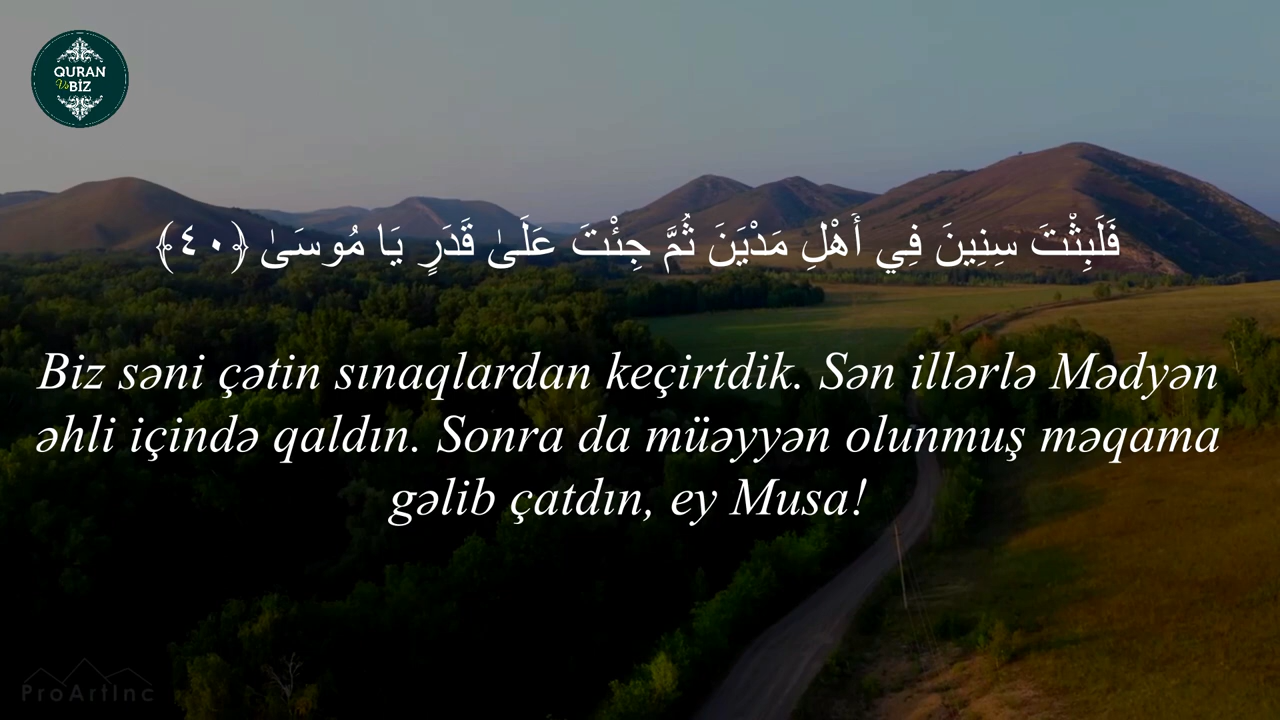 QURAN
Və BİZ
فَلَبِثْتَ سِنِينَ فِي أَهْلِ مَدْيَنَ ثُمَّ جِئْتَ عَلَىٰ قَدَرٍ يَا مُوسَىٰ ﴿٤٠﴾
Biz səni çətin sınaqlardan keçirtdik. Sən illərlə Mədyən
əhli içində qaldın. Sonra da müəyyən olunmuş məqama
gəlib çatdın, ey Musa!
ProArtInc